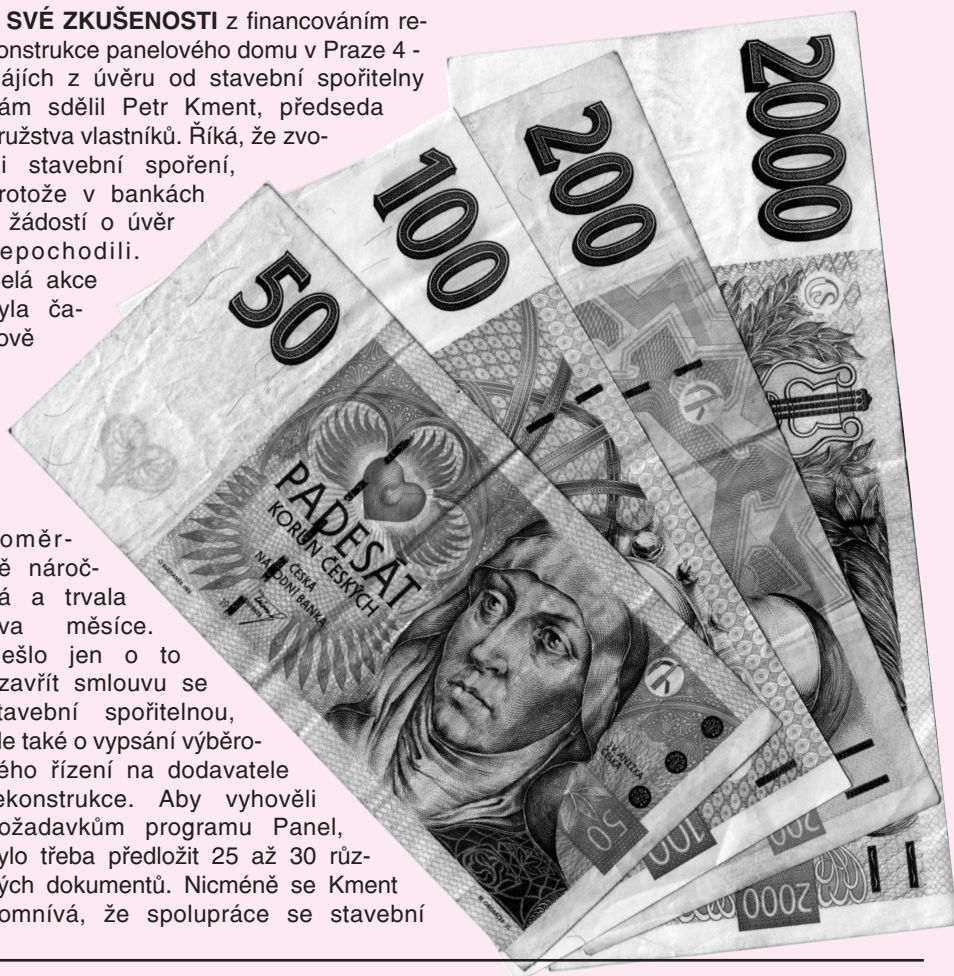 SVÉ ZKUŠENOSTI z financováním re-
onstrukce panelového domu v Praze 4 -
ájích z úvěru od stavební spořitelny
ám sdělil Petr Kment, předseda
ružstva vlastníků. Říká, že zvo-
i stavební spoření,
rotože v bankách
žádostí o úvěr
epochodili.
elá akce
yla ča-
ově
oměr-
ě nároč-
á a trvala
va měsíce.
ešlo jen o to
zavřít smlouvu se
tavební spořitelnou,
le také o vypsání výběro-
ého řízení na dodavatele
ekonstrukce. Aby vyhověli
ožadavkům programu Panel,
ylo třeba předložit 25 až 30 růz-
ých dokumentů. Nicméně se Kment
omnívá, že spolupráce se stavební
50
PADESÁT
KORUN ČESKÝCH
ČESKÁ
NÁRODNÍ BANKA
50
100
100
200
200
2000
2000